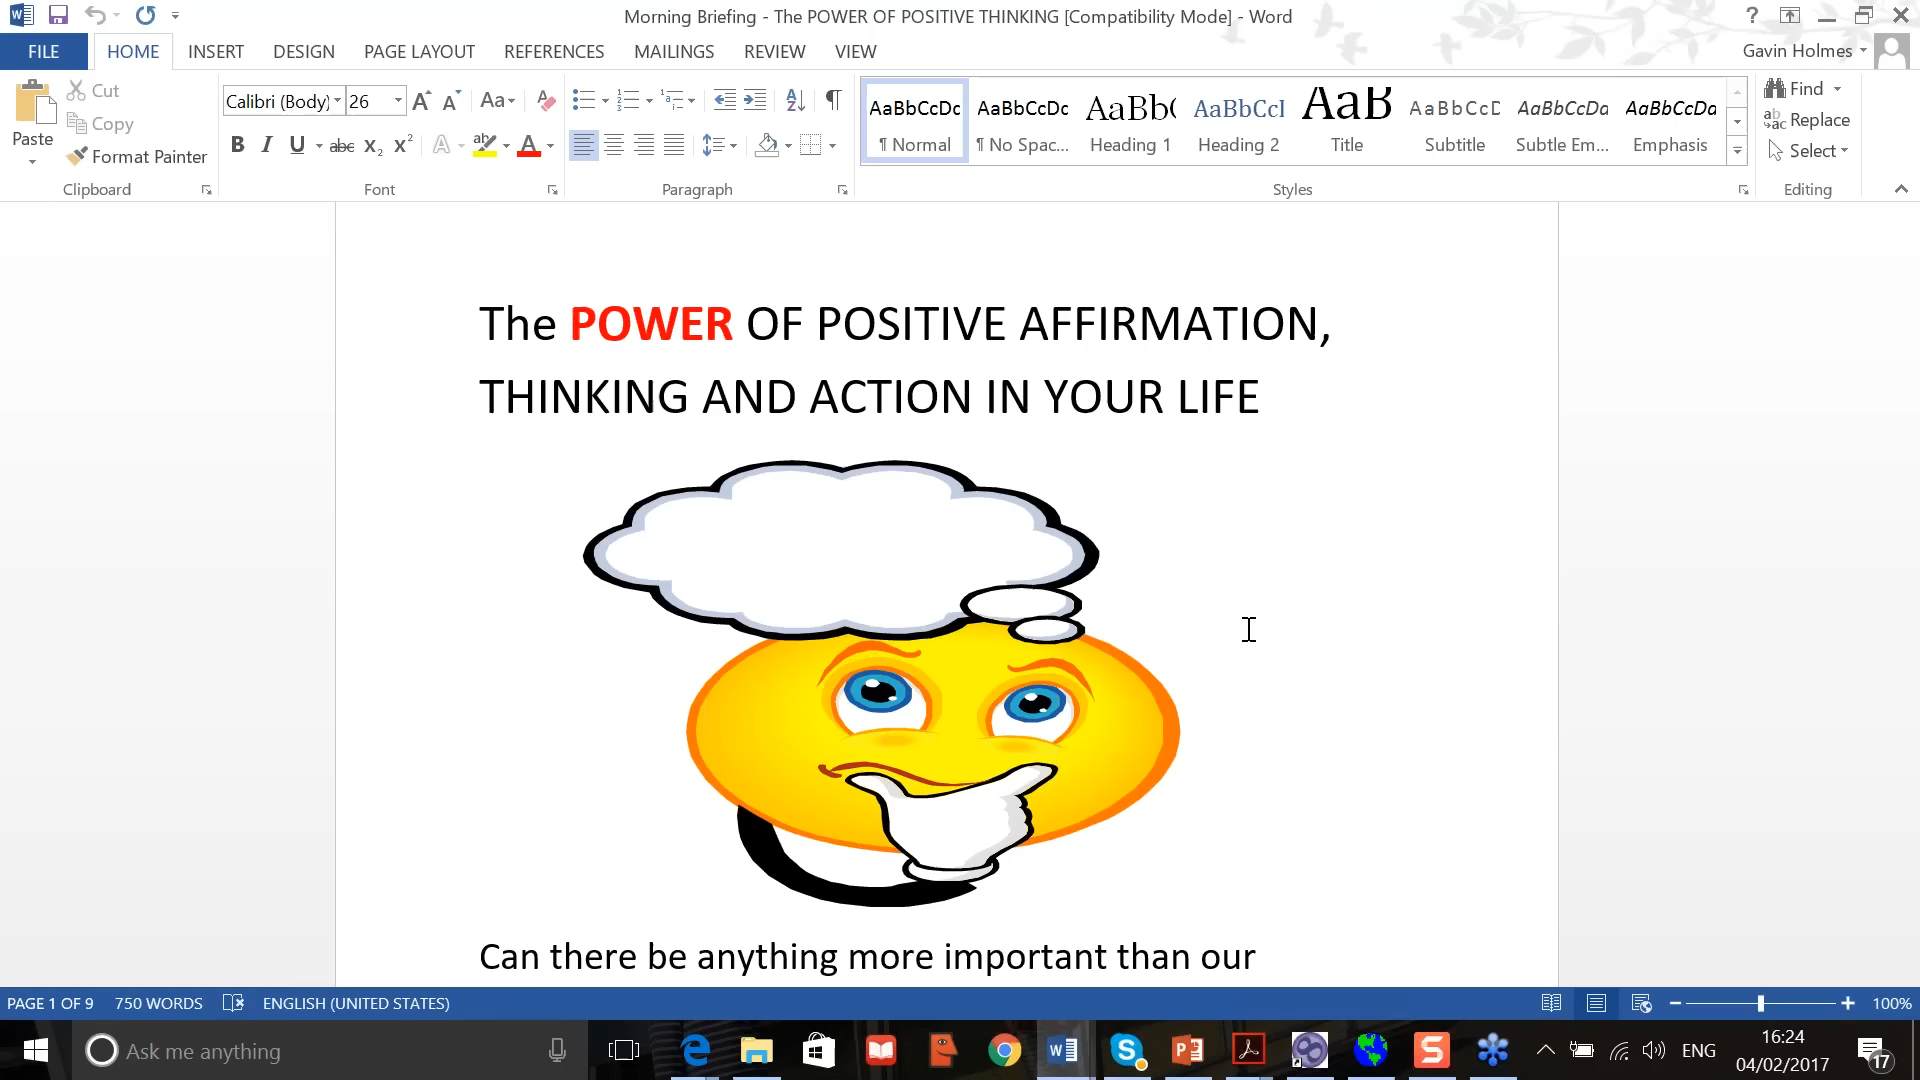 Morning Briefing - The POWER OF POSITIVE THINKING [Compatibility Mode] - Word
FILE HOME INSERT DESIGN PAGE LAYOUT REFERENCES MAILINGS REVIEW VIEW
Gavin Holmes
Paste
Cut
Copy
Format Painter
Clipboard
Calibri (Body)
26
Font
Paragraph
AaBbCcDc AaBbCcDc AaBb( AaBbCcI AaB AaBbCcD AaBbCcDa AaBbCcDa
¶ Normal ¶ No Spac... Heading 1 Heading 2 Title Subtitle Subtle Em... Emphasis
Styles
Find
Replace
Select
Editing
The POWER OF POSITIVE AFFIRMATION,
THINKING AND ACTION IN YOUR LIFE
Can there be anything more important than our
PAGE 1 OF 9 750 WORDS ENGLISH (UNITED STATES)
100%
Ask me anything
ENG
16:24
04/02/2017
17